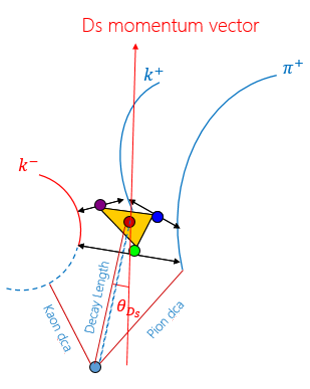 Ds momentum vector
k⁺
π⁺
k⁻
Decay Length
θ_Ds
Kaon dca
Pion dca